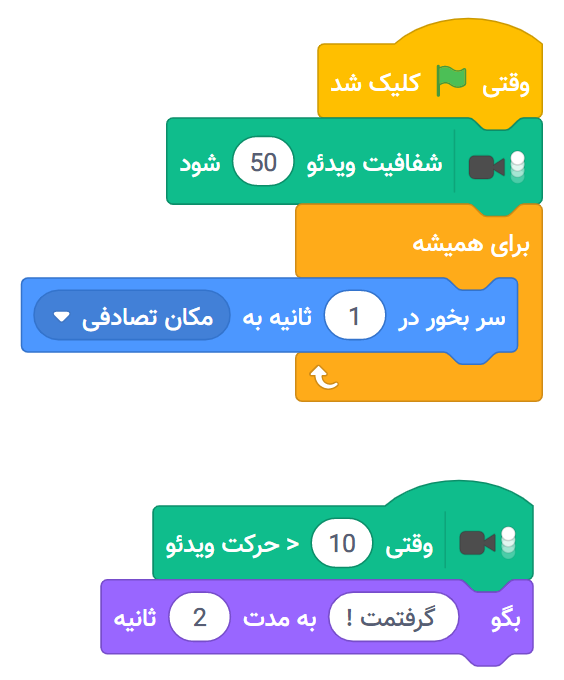 وقتی کلیک شد
شفافیت ویدئو 50 شود
برای همیشه
سر بخور در 1 ثانیه به مکان تصادفی
وقتی 10 < حرکت ویدئو
بگو گرفتمت ! به مدت 2 ثانیه